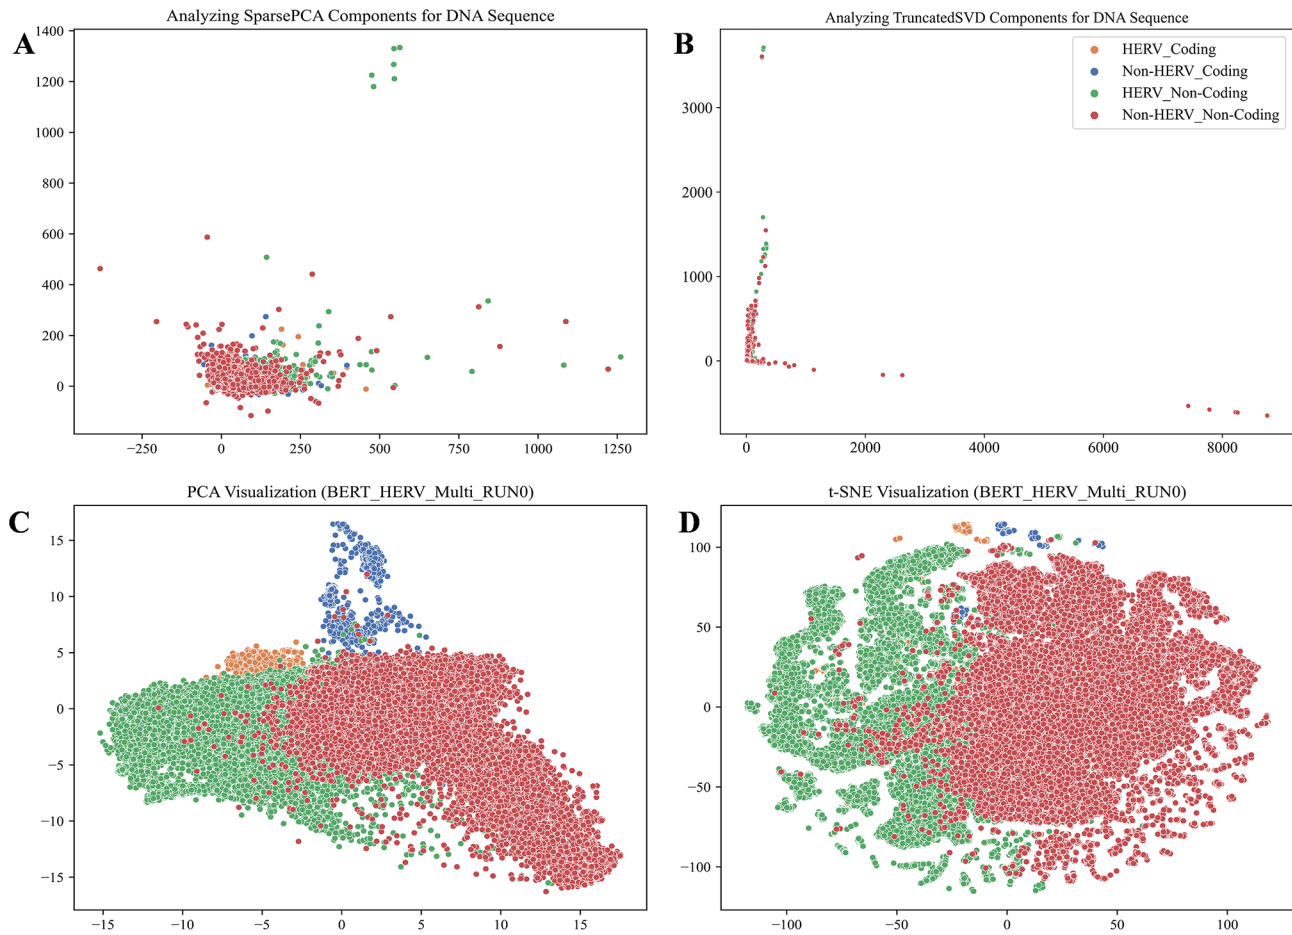 Analyzing SparsePCA Components for DNA Sequence
A
1400
1200
1000
800
600
400
200
0
−250 0 250 500 750 1000 1250
Analyzing TruncatedSVD Components for DNA Sequence
B
HERV_Coding
Non-HERV_Coding
HERV_Non-Coding
Non-HERV_Non-Coding
3000
2000
1000
0
0 2000 4000 6000 8000
PCA Visualization (BERT_HERV_Multi_RUN0)
C
15
10
5
0
−5
−10
−15
−15 −10 −5 0 5 10 15
t-SNE Visualization (BERT_HERV_Multi_RUN0)
D
100
50
0
−50
−100
−100 −50 0 50 100